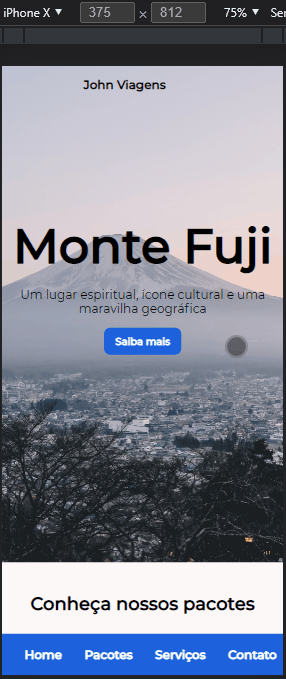 iPhone X ▼ 375 × 812 75% ▼ Ser
John Viagens
Monte Fuji
Um lugar espiritual, ícone cultural e uma
maravilha geográfica
Saiba mais
Conheça nossos pacotes
Home Pacotes Serviços Contato